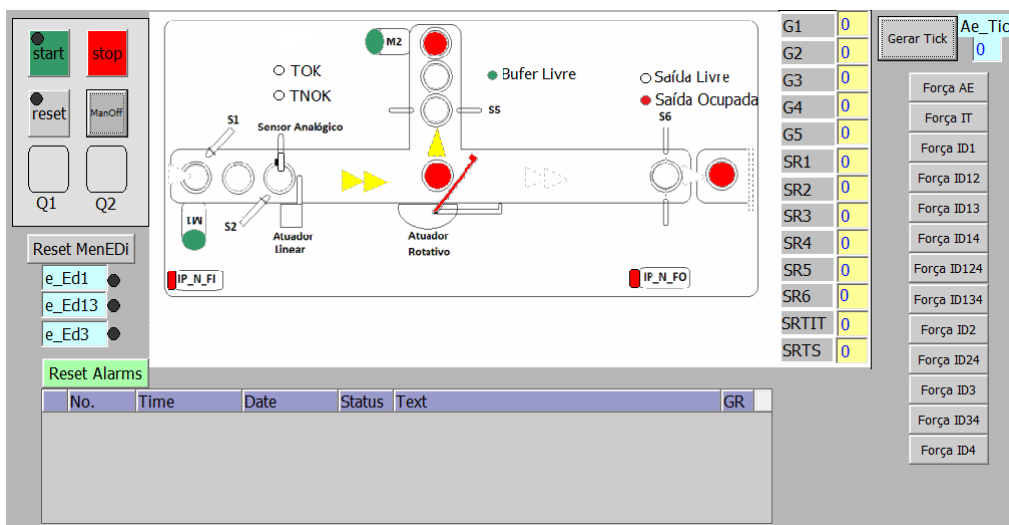 start
stop
reset
ManOff
Q1
Q2
Reset MenEDi
e_Ed1
e_Ed13
e_Ed3
Reset Alarms
M2
TOK
TNOK
Bufer Livre
Saída Livre
Saída Ocupada
S1
Sensor Analógico
S5
S6
M1
S2
Atuador
Linear
Atuador
Rotativo
IP_N_FI
IP_N_FO
G1 0
G2 0
G3 0
G4 0
G5 0
SR1 0
SR2 0
SR3 0
SR4 0
SR5 0
SR6 0
SRTIT 0
SRTS 0
Gerar Tick
Ae_Tic
0
Força AE
Força IT
Força ID1
Força ID12
Força ID13
Força ID14
Força ID124
Força ID134
Força ID2
Força ID24
Força ID3
Força ID34
Força ID4
No. Time Date Status Text GR